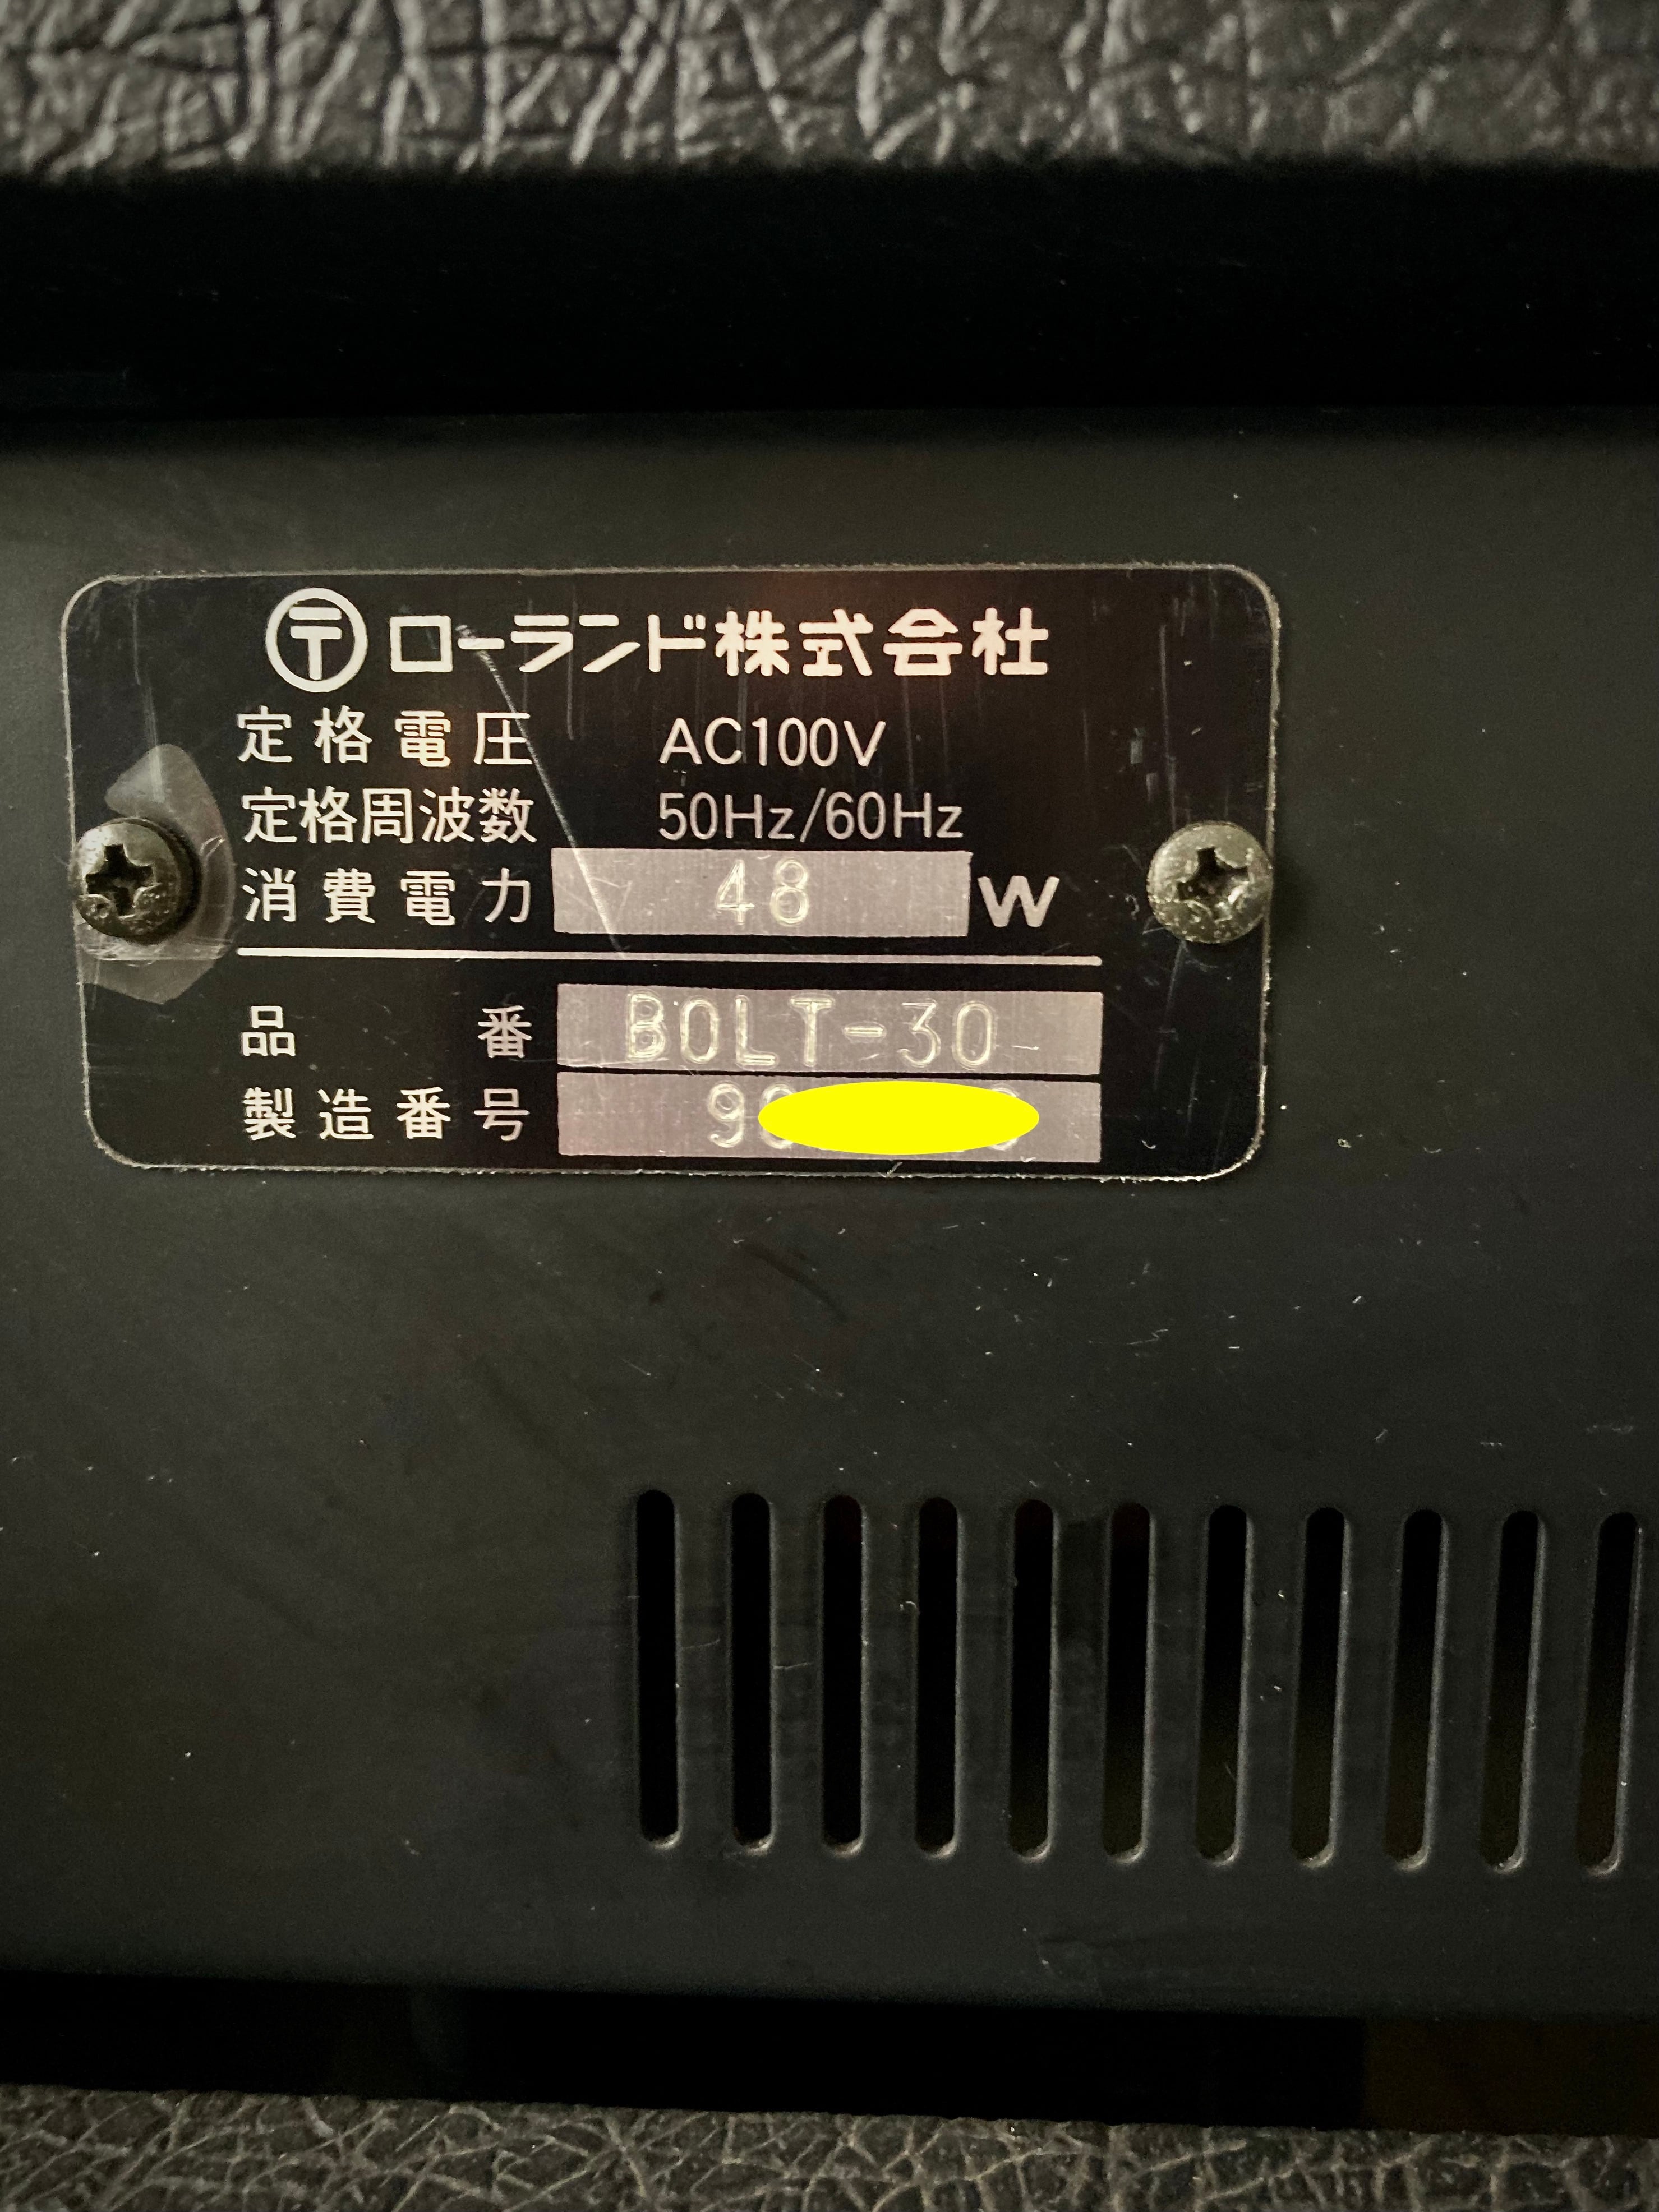 〶ローランド株式会社
定格電圧 AC100V
定格周波数 50Hz/60Hz
消費電力 48 W
品番 BOLT-30
製造番号